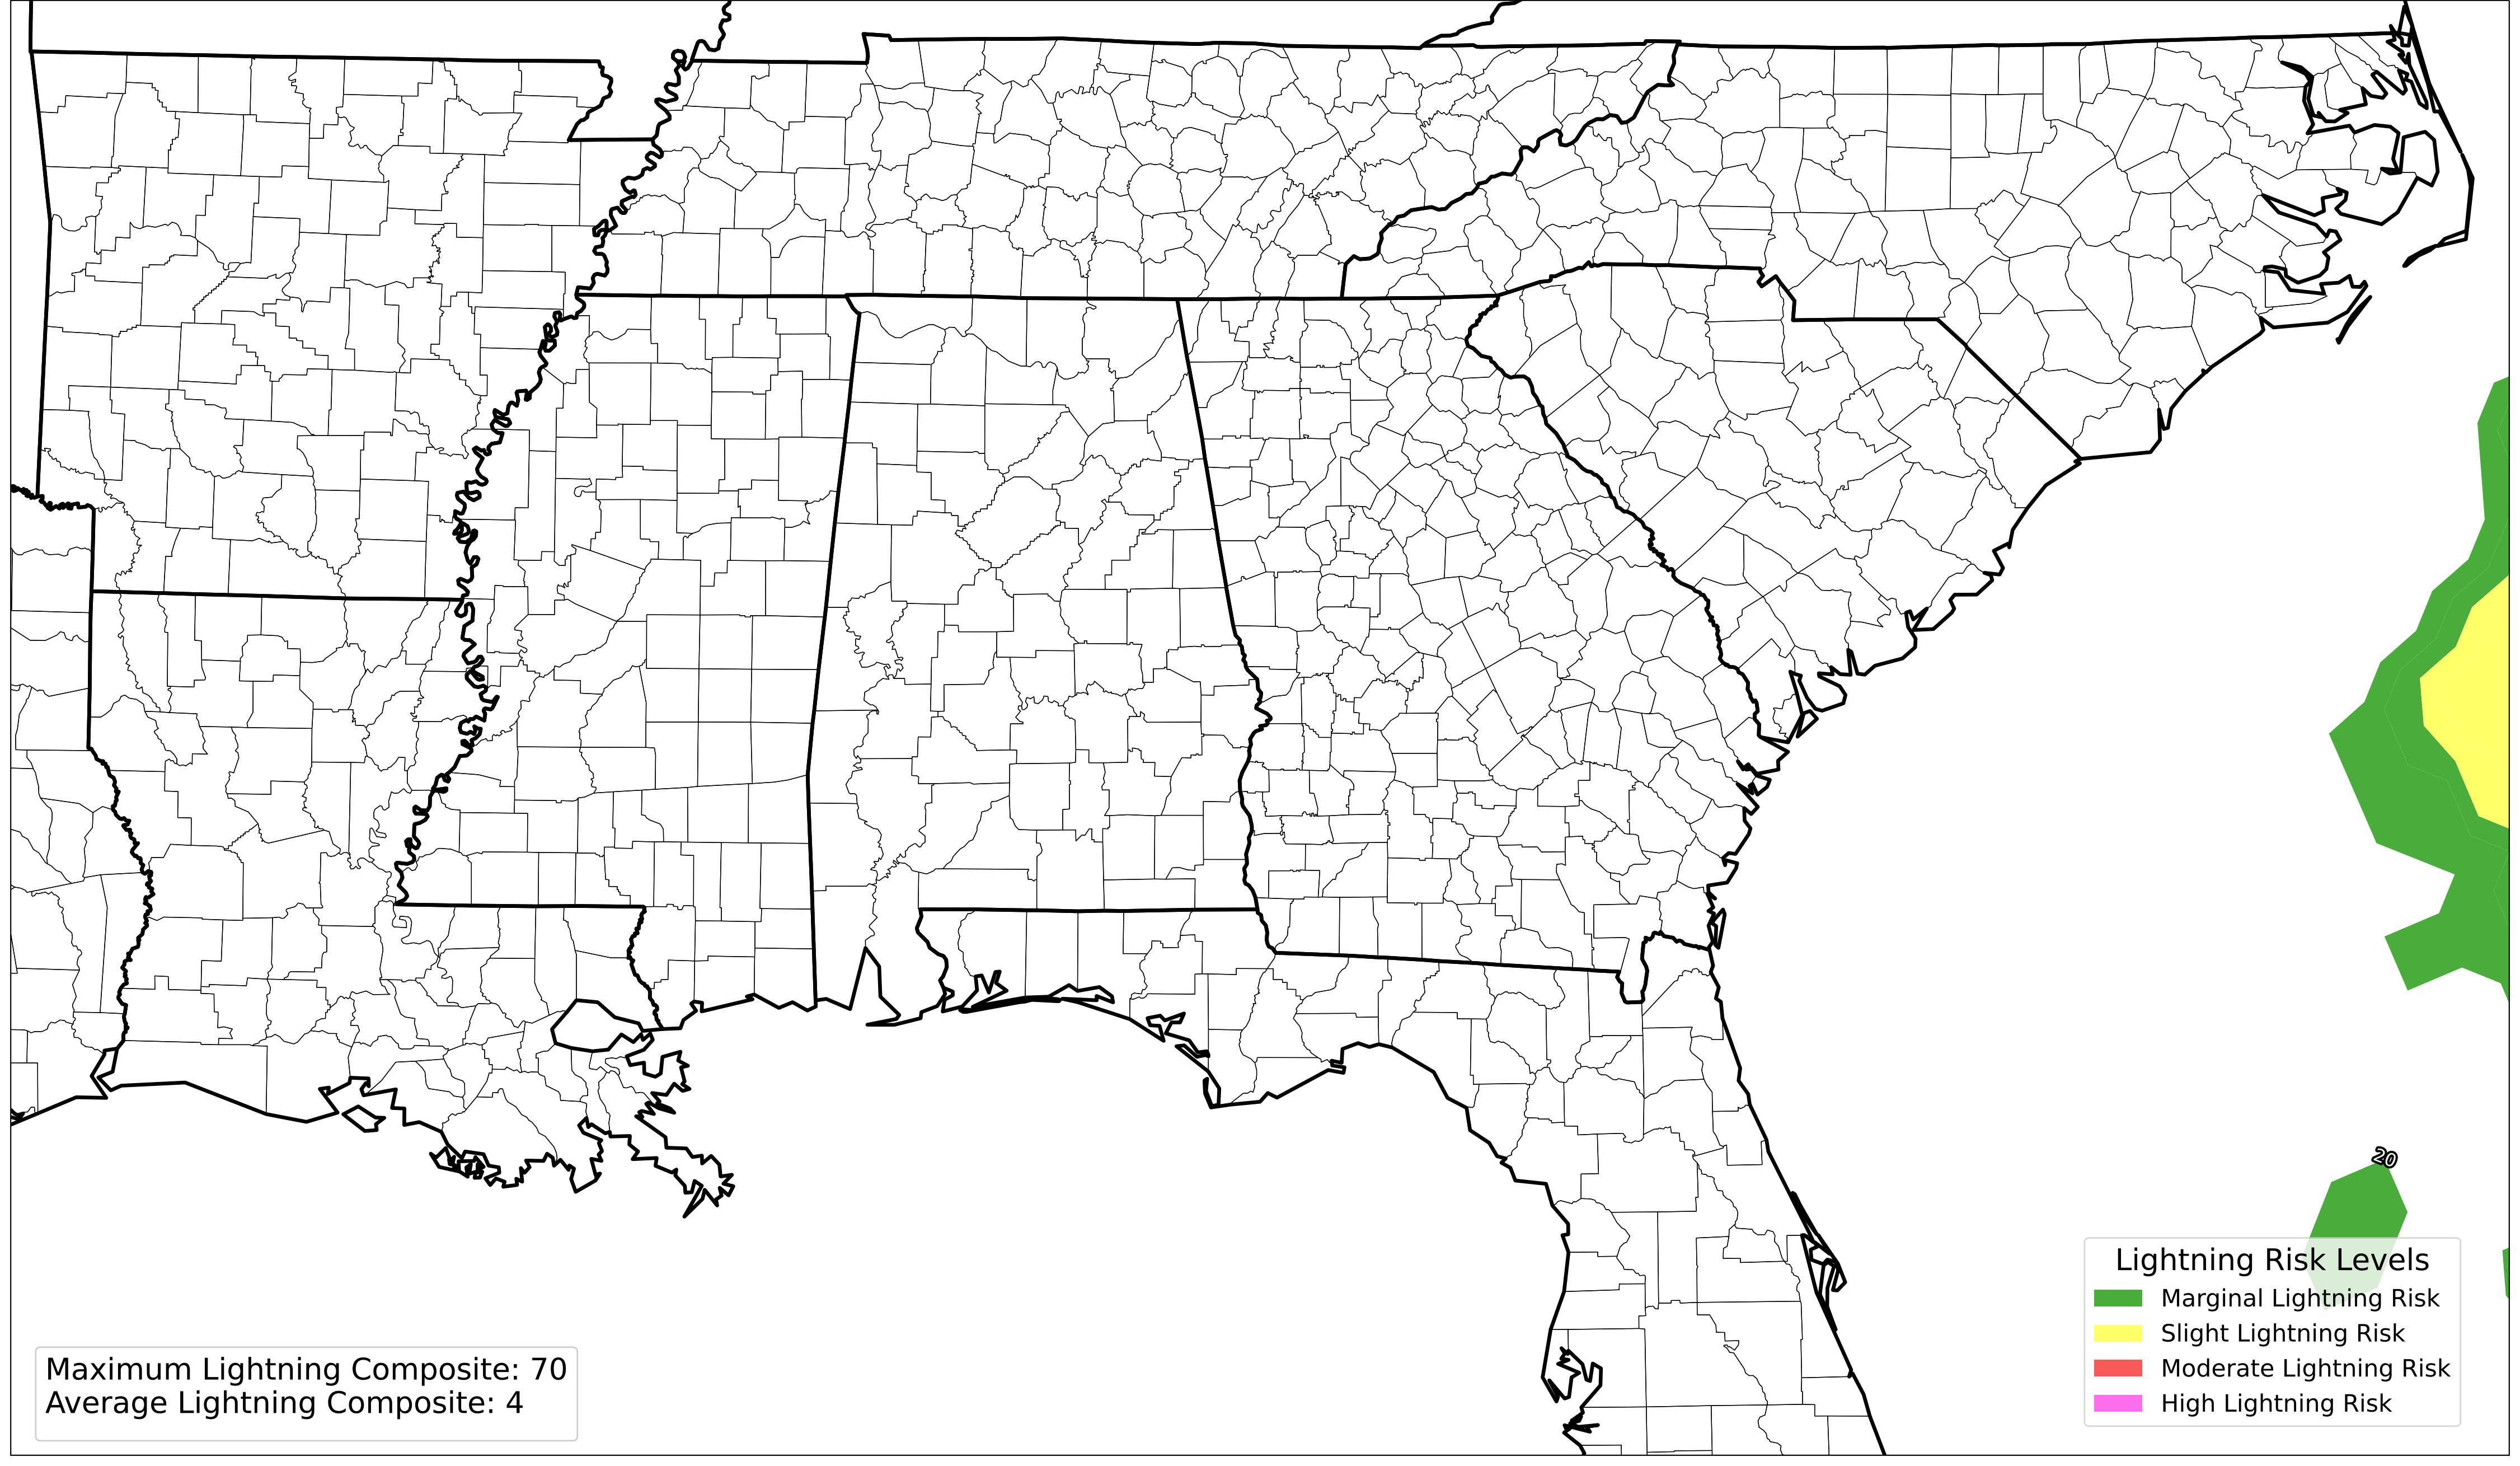 20
Lightning Risk Levels
Marginal Lightning Risk
Slight Lightning Risk
Moderate Lightning Risk
High Lightning Risk
Maximum Lightning Composite: 70
Average Lightning Composite: 4